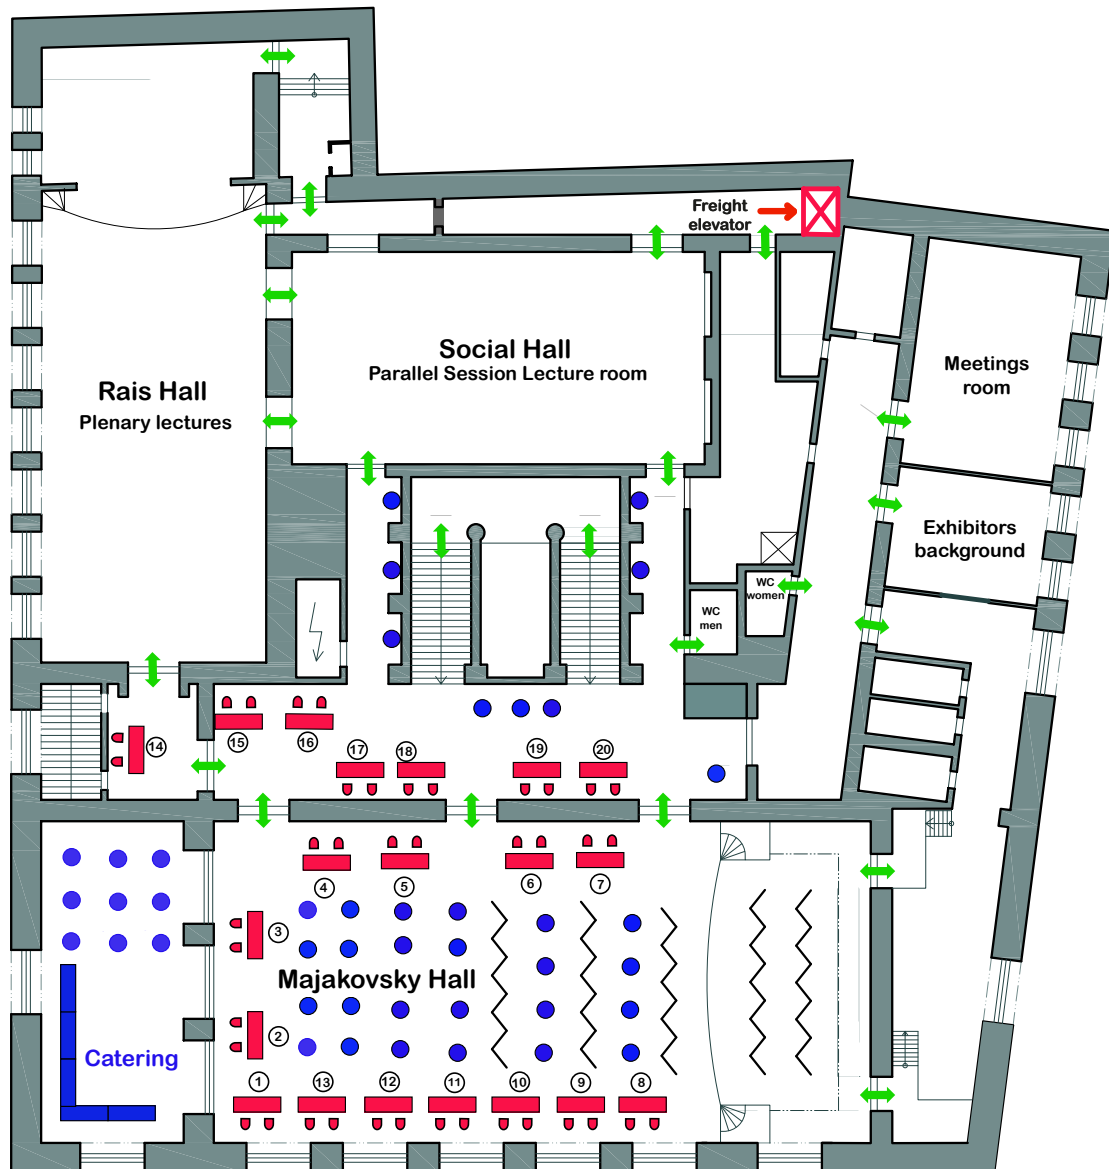 Freight
elevator
Social Hall
Parallel Session Lecture room
Rais Hall
Plenary lectures
Meetings
room
Exhibitors
background
WC
women
WC
men
14
15
16
17
18
19
20
4
5
6
7
3
Majakovsky Hall
2
Catering
1
13
12
11
10
9
8